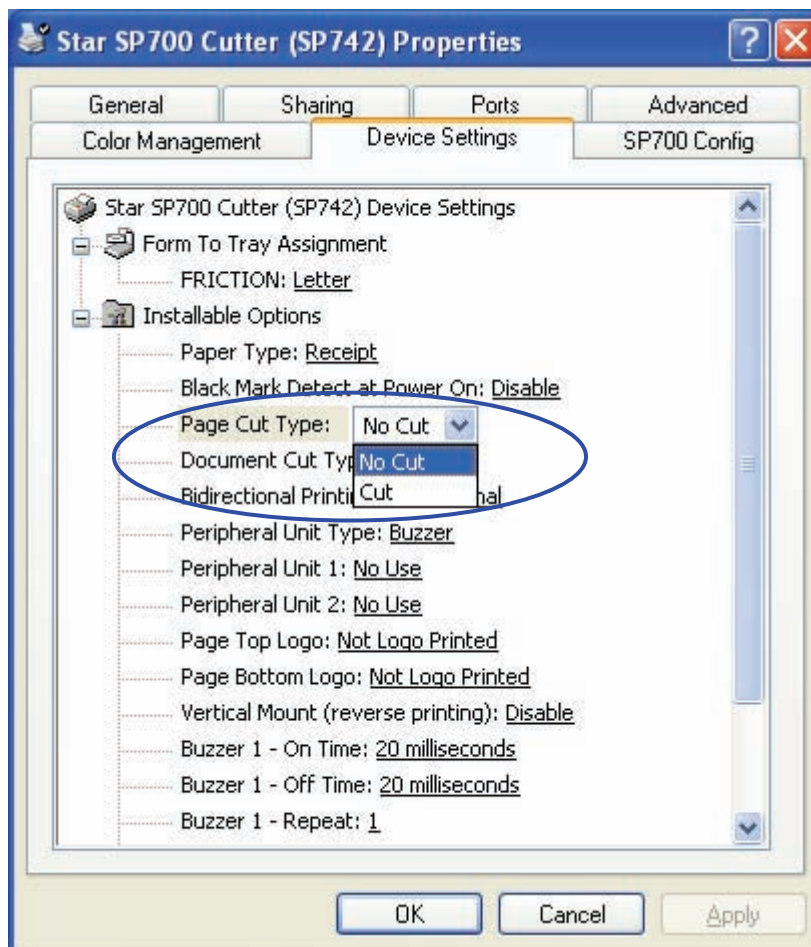 Star SP700 Cutter (SP742) Properties
General Sharing Ports Advanced
Color Management Device Settings SP700 Config
Star SP700 Cutter (SP742) Device Settings
Form To Tray Assignment
FRICTION: Letter
Installable Options
Paper Type: Receipt
Black Mark Detect at Power On: Disable
Page Cut Type: No Cut
Document Cut No Cut
Bidirectional Cut
Peripheral Unit Type: Buzzer
Peripheral Unit 1: No Use
Peripheral Unit 2: No Use
Page Top Logo: Not Logo Printed
Page Bottom Logo: Not Logo Printed
Vertical Mount (reverse printing): Disable
Buzzer 1 - On Time: 20 milliseconds
Buzzer 1 - Off Time: 20 milliseconds
Buzzer 1 - Repeat: 1
OK Cancel Apply